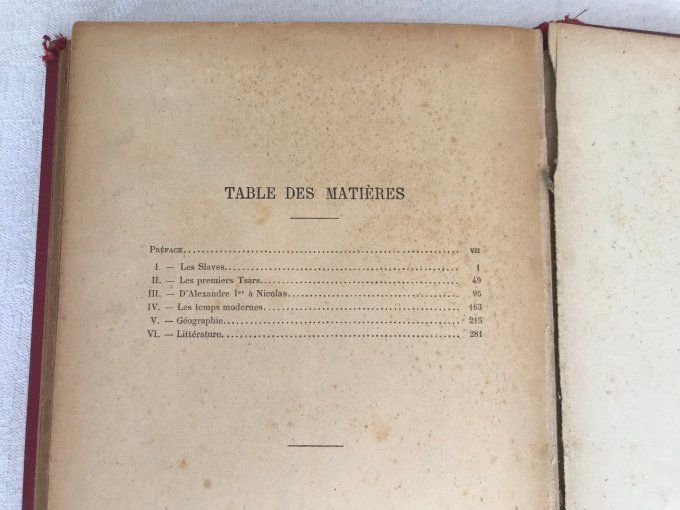 TABLE DES MATIÈRES
PRÉFACE........................................ VII
I. — Les Slaves........................................ 1
II. — Les premiers Tsars........................................ 49
III. — D'Alexandre Ier à Nicolas........................................ 95
IV. — Les temps modernes........................................ 163
V. — Géographie........................................ 215
VI. — Littérature........................................ 281